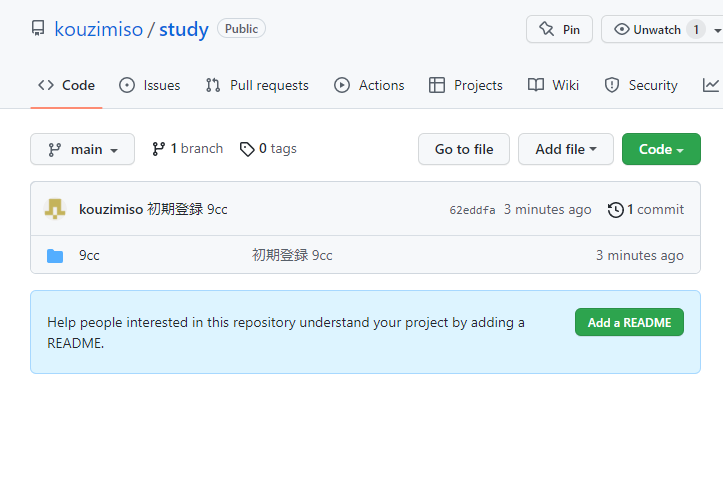 kouzimiso / study Public
Pin
Unwatch 1
Code
Issues
Pull requests
Actions
Projects
Wiki
Security
main
1 branch
0 tags
Go to file
Add file
Code
kouzimiso 初期登録 9cc
62eddfa 3 minutes ago
1 commit
9cc
初期登録 9cc
3 minutes ago
Help people interested in this repository understand your project by adding a
README.
Add a README